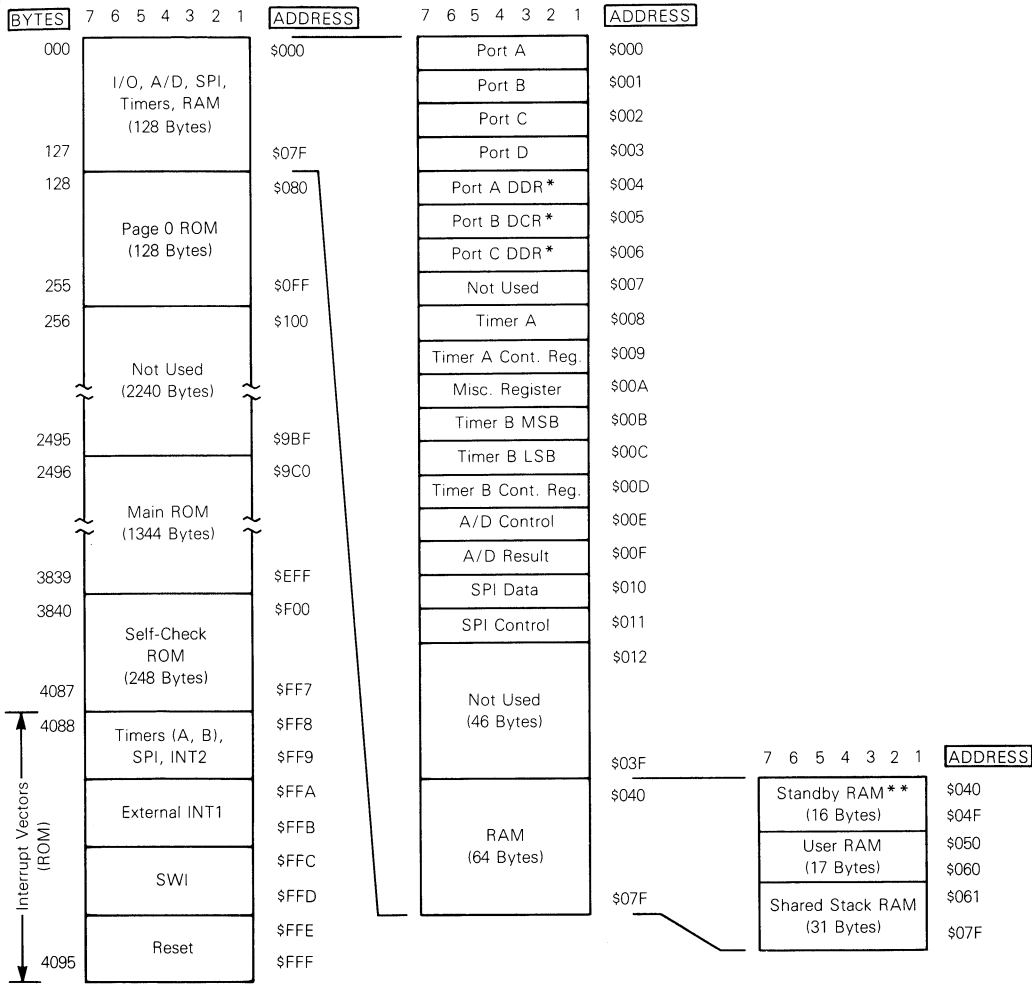 BYTES 7 6 5 4 3 2 1 ADDRESS
000 $000
I/O, A/D, SPI,
Timers, RAM
(128 Bytes)
127 $07F
128 $080
Page 0 ROM
(128 Bytes)
255 $0FF
256 $100
Not Used
(2240 Bytes)
2495 $9BF
2496 $9C0
Main ROM
(1344 Bytes)
3839 $EFF
3840 $F00
Self-Check
ROM
(248 Bytes)
4087 $FF7
4088 $FF8
Timers (A, B),
SPI, INT2
$FF9
$FFA
External INT1
$FFB
$FFC
SWI
$FFD
$FFE
Reset
4095 $FFF
Interrupt Vectors
(ROM)
7 6 5 4 3 2 1 ADDRESS
Port A $000
Port B $001
Port C $002
Port D $003
Port A DDR* $004
Port B DCR* $005
Port C DDR* $006
Not Used $007
Timer A $008
Timer A Cont. Reg. $009
Misc. Register $00A
Timer B MSB $00B
Timer B LSB $00C
Timer B Cont. Reg. $00D
A/D Control $00E
A/D Result $00F
SPI Data $010
SPI Control $011
$012
Not Used
(46 Bytes)
$03F
$040
RAM
(64 Bytes)
$07F
7 6 5 4 3 2 1 ADDRESS
Standby RAM** $040
(16 Bytes) $04F
User RAM $050
(17 Bytes) $060
$061
Shared Stack RAM
(31 Bytes) $07F